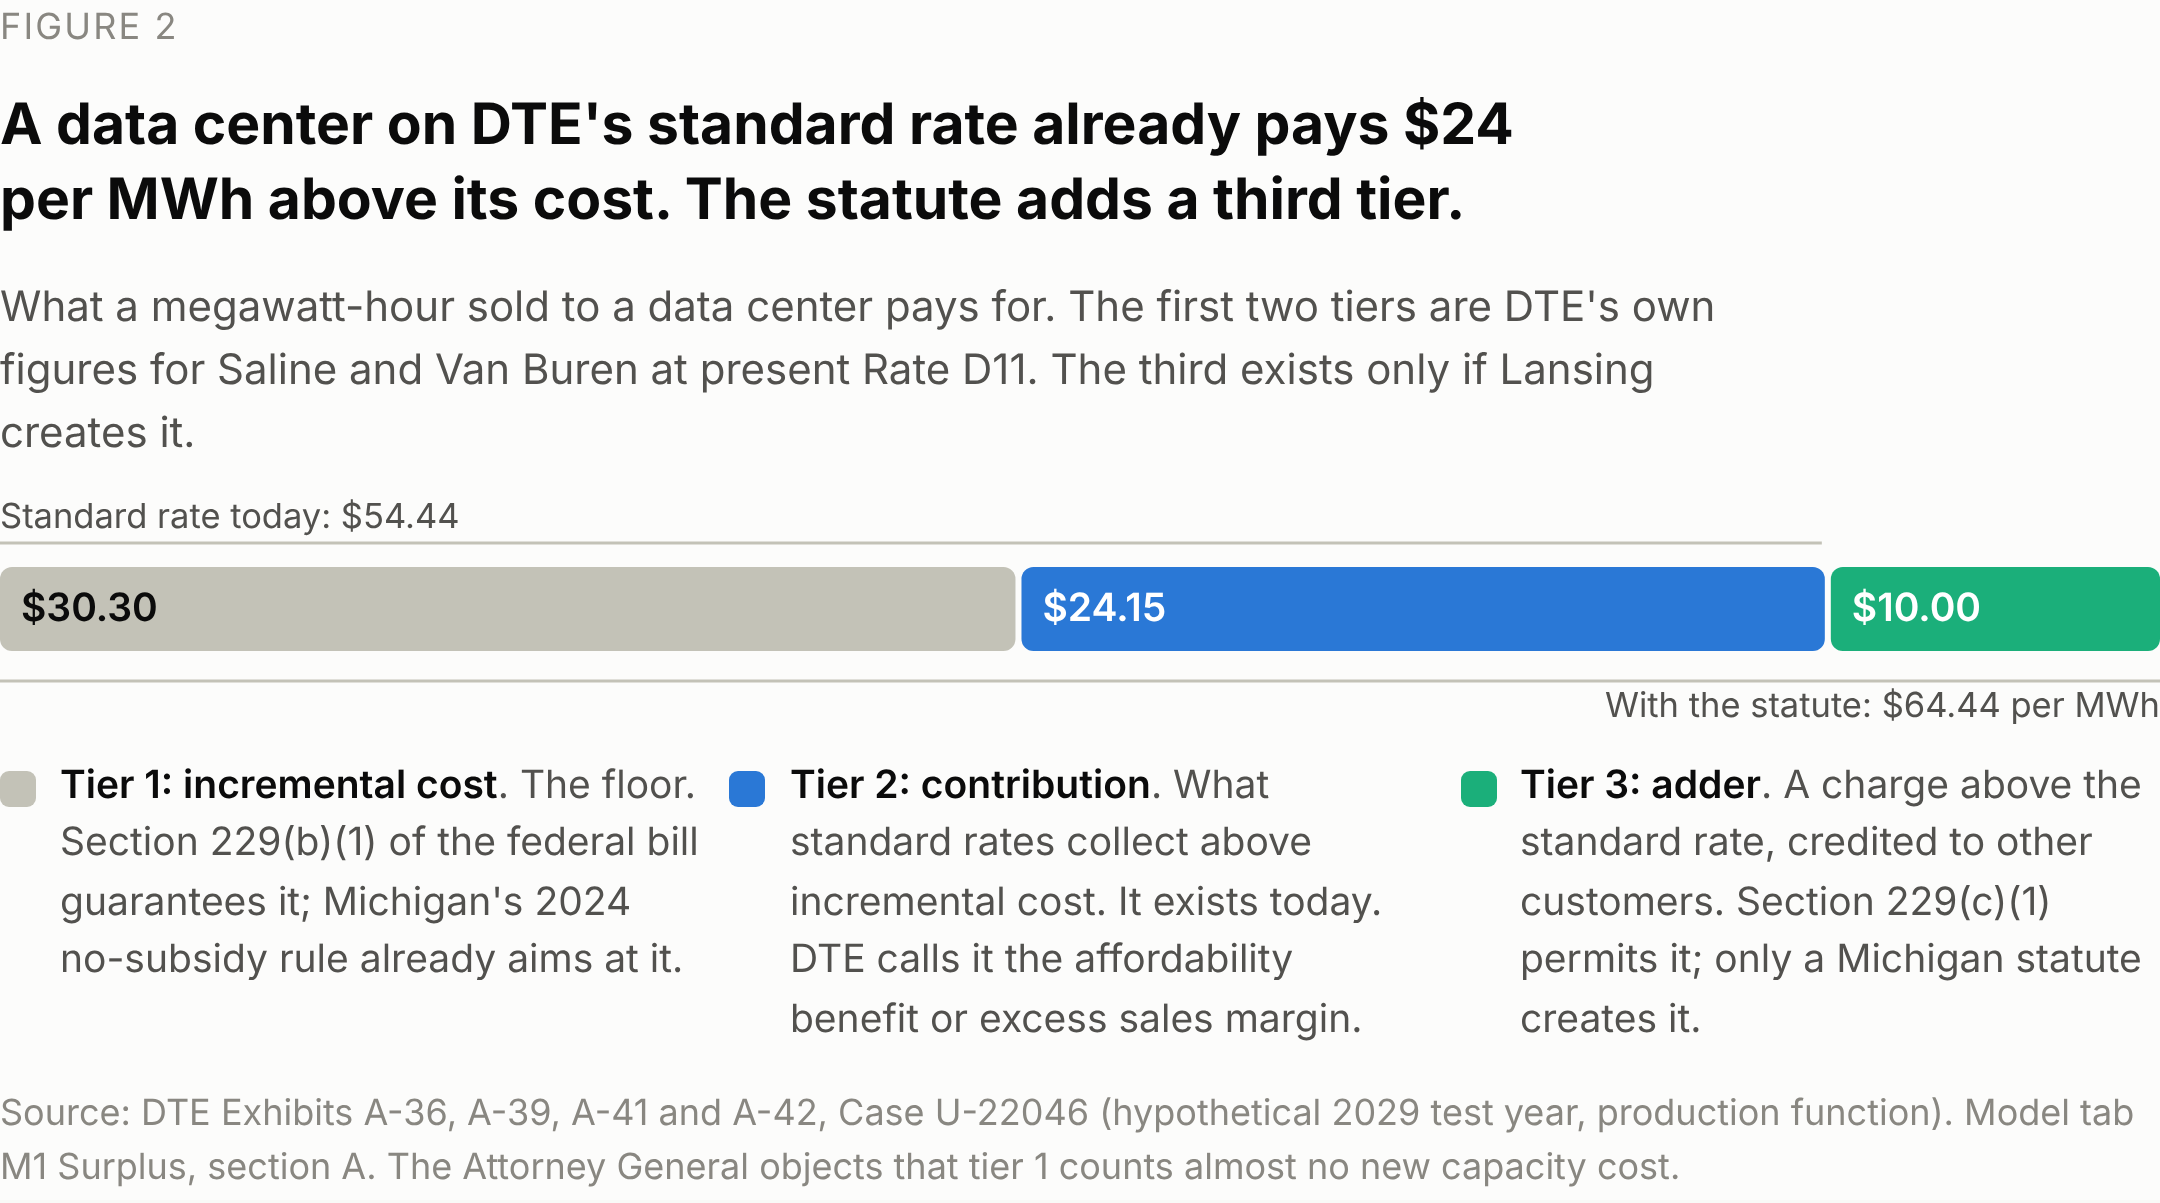 FIGURE 2
A data center on DTE's standard rate already pays $24
per MWh above its cost. The statute adds a third tier.
What a megawatt-hour sold to a data center pays for. The first two tiers are DTE's own
figures for Saline and Van Buren at present Rate D11. The third exists only if Lansing
creates it.
Standard rate today: $54.44
$30.30
$24.15
$10.00
With the statute: $64.44 per MWh
Tier 1: incremental cost. The floor.
Section 229(b)(1) of the federal bill
guarantees it; Michigan's 2024
no-subsidy rule already aims at it.
Tier 2: contribution. What
standard rates collect above
incremental cost. It exists today.
DTE calls it the affordability
benefit or excess sales margin.
Tier 3: adder. A charge above the
standard rate, credited to other
customers. Section 229(c)(1)
permits it; only a Michigan statute
creates it.
Source: DTE Exhibits A-36, A-39, A-41 and A-42, Case U-22046 (hypothetical 2029 test year, production function). Model tab
M1 Surplus, section A. The Attorney General objects that tier 1 counts almost no new capacity cost.